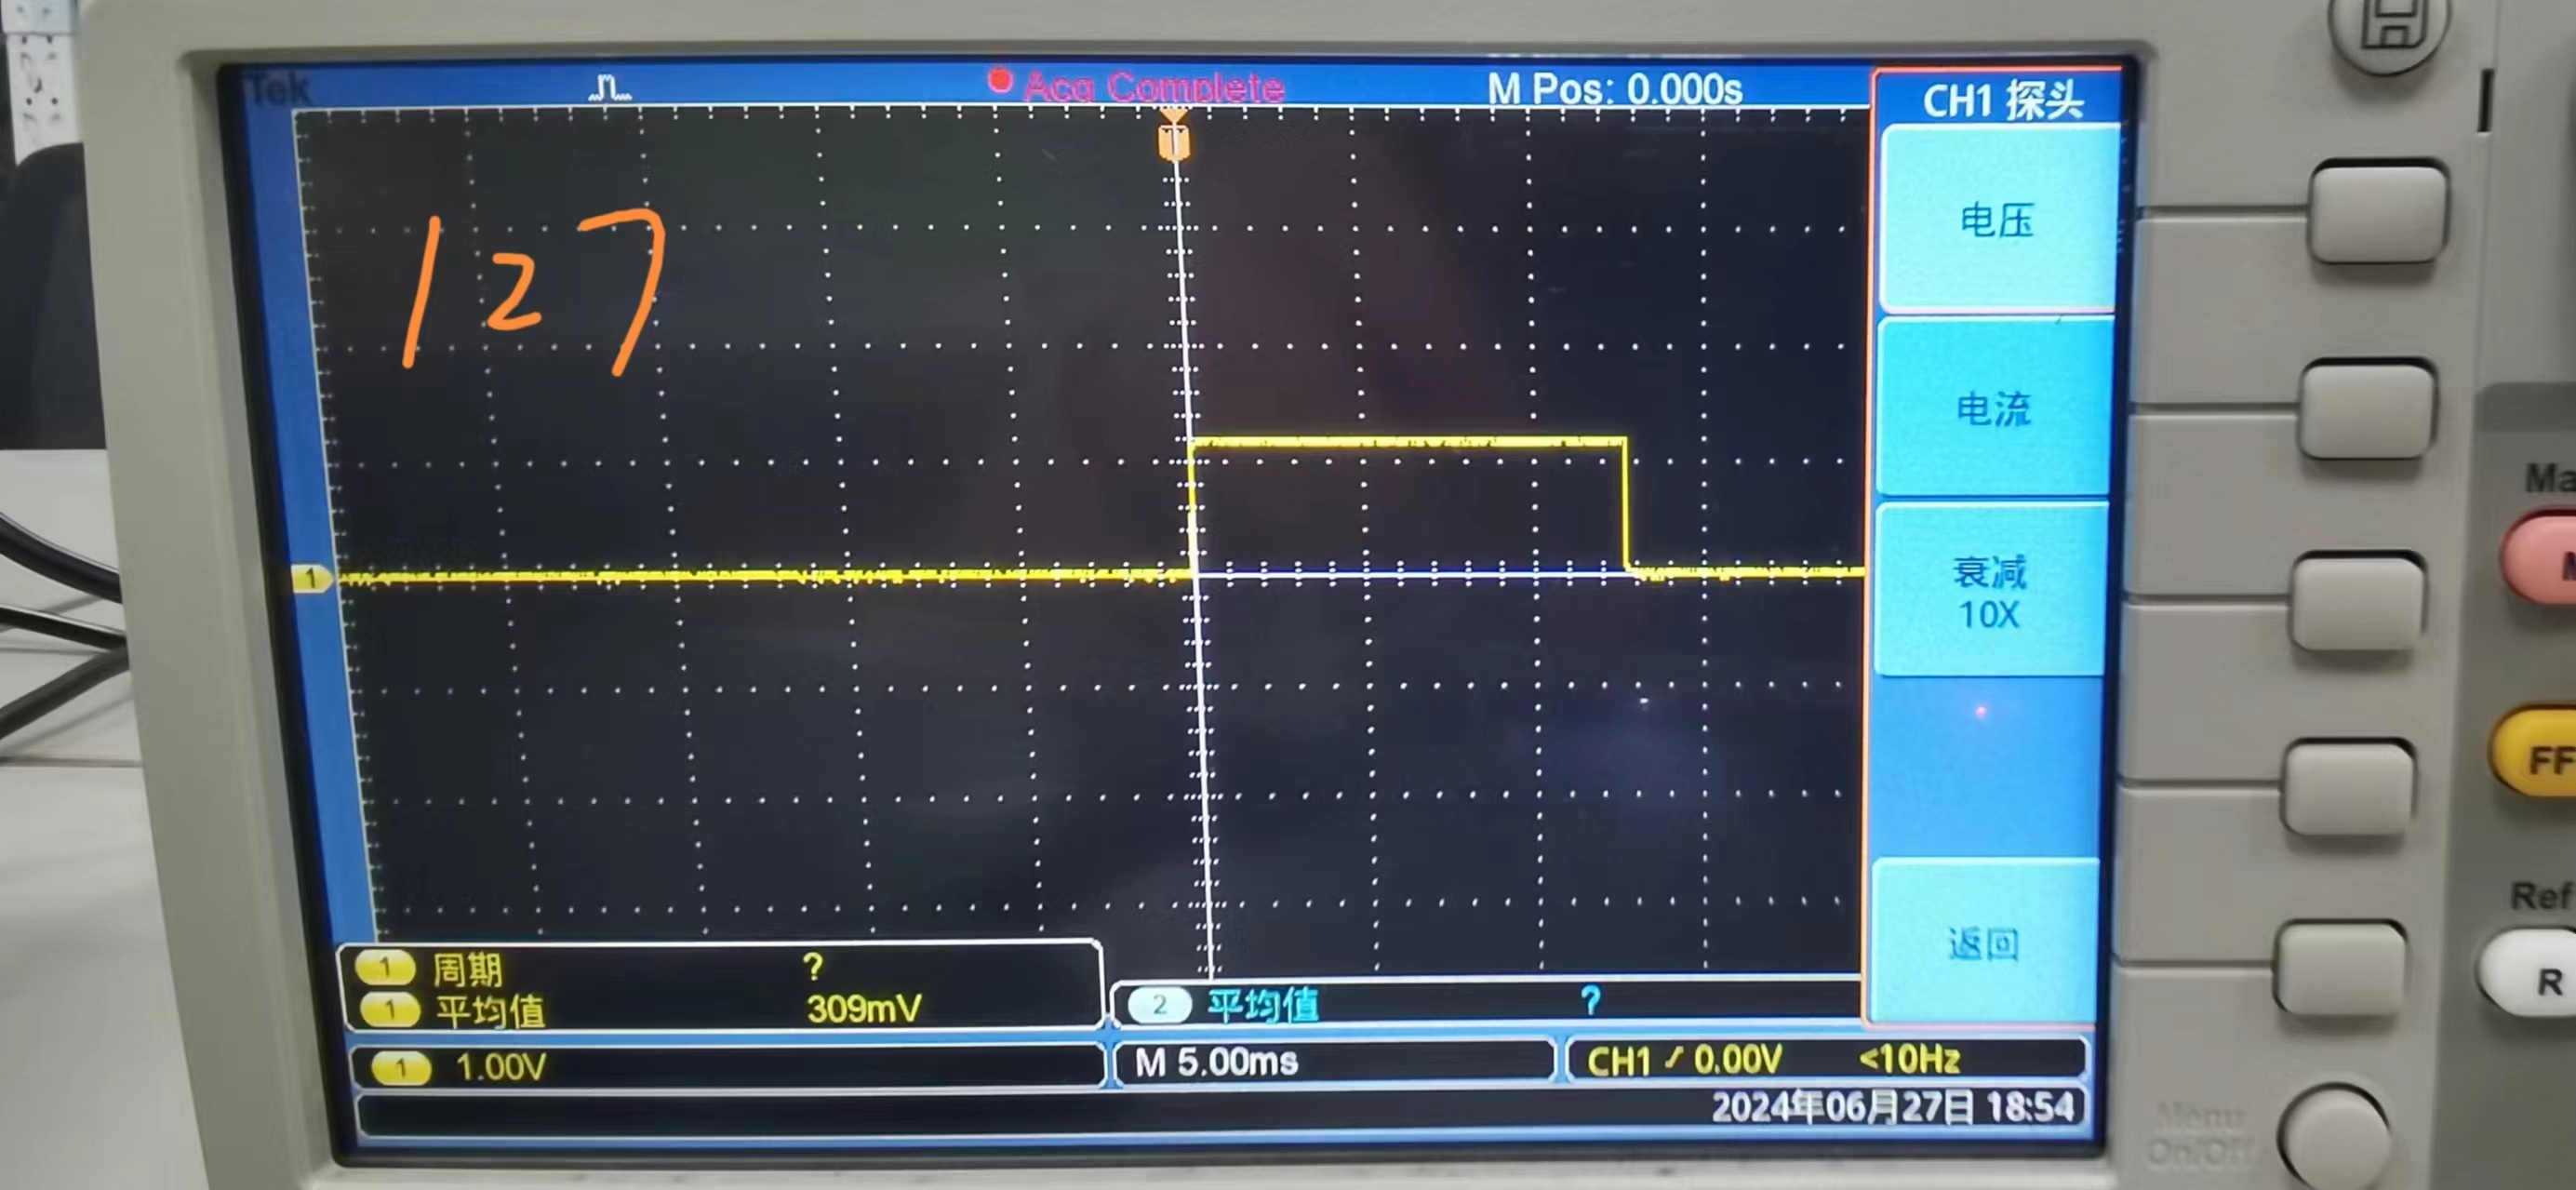 Tek
Acq Complete
M Pos: 0.000s
CH1 探头
T
电压
127
电流
Ma
1
衰减
10X
M
FF
Ref
返回
1 周期 ?
1 平均值 309mV
2 平均值 ?
R
1 1.00V
M 5.00ms
CH1 / 0.00V <10Hz
2024年06月27日 18:54
Menu
On/Off